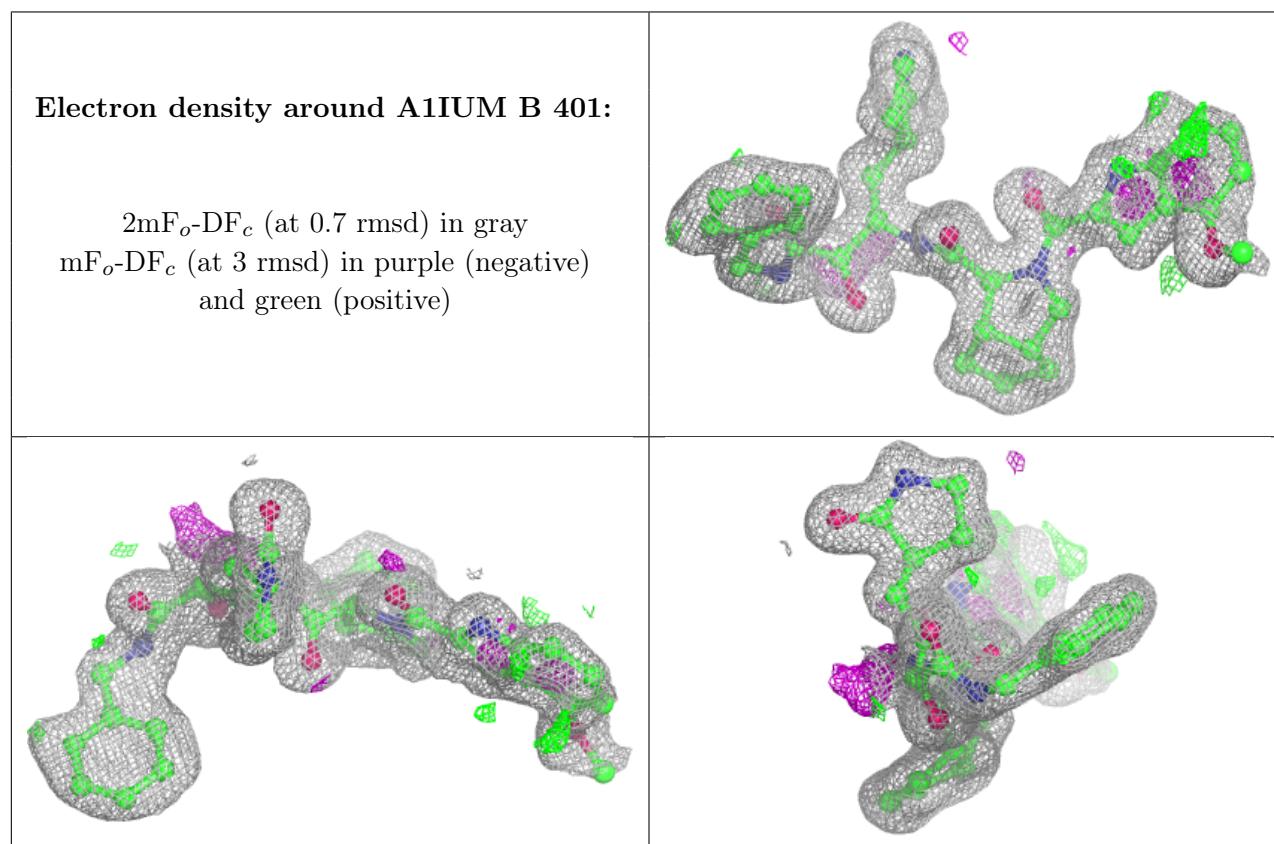 Electron density around A1IUM B 401:
2mFo-DFc (at 0.7 rmsd) in gray
mFo-DFc (at 3 rmsd) in purple (negative)
and green (positive)